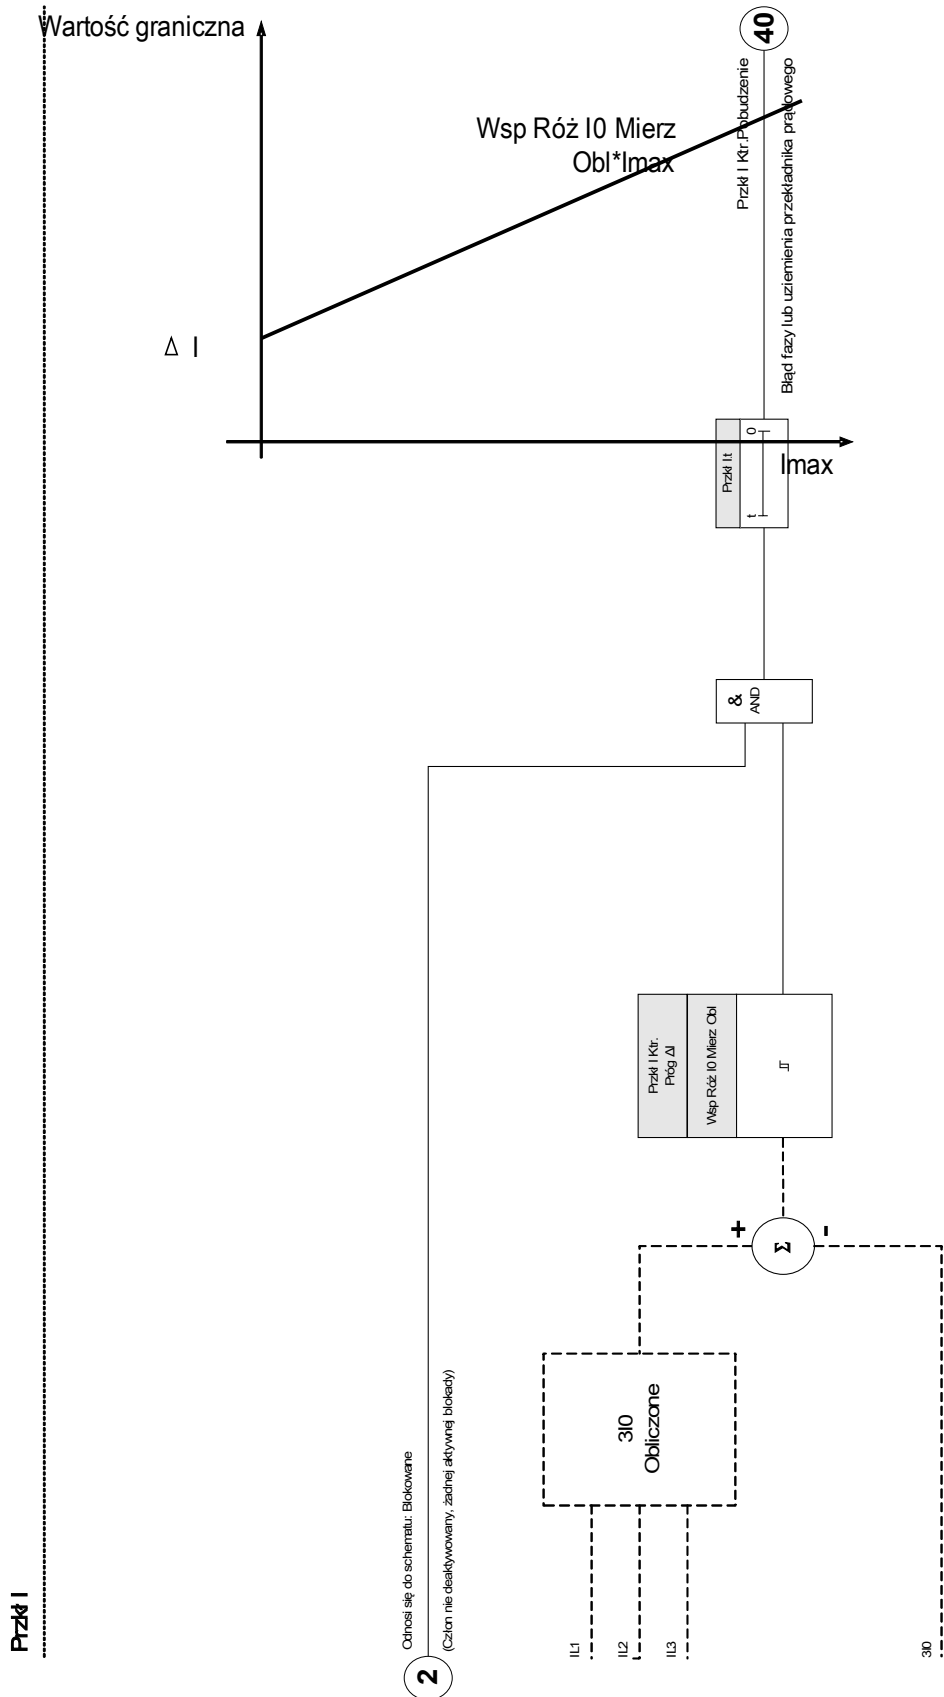 Wartość graniczna
Wsp Róż I0 Mierz
Obl*Imax
Δ I
Imax
Przkł I
2
Odnosi się do schematu: Blokowane
(Człon nie deaktywowany, żadnej aktywnej blokady)
IL1
IL2
IL3
3I0
3I0
Obliczone
+
Σ
-
Przkł I Ktr.
Próg ΔI
Wsp Róż I0 Mierz Obl
&
AND
Przkł I.t
t
0
Przkł I Ktr.Pobudzenie
40
Błąd fazy lub uziemienia przekładnika prądowego